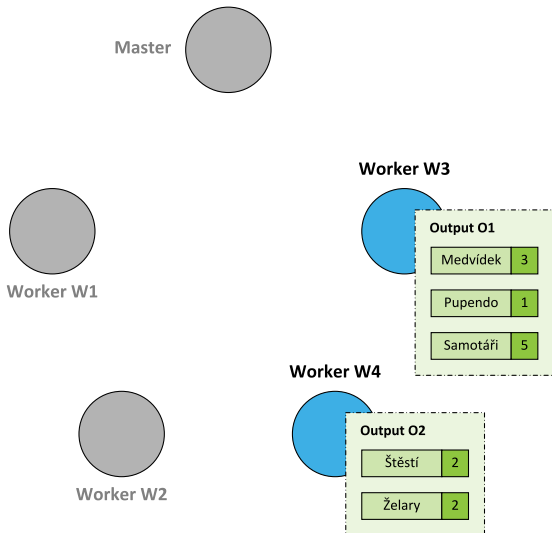 Master
Worker W3
Output O1
Medvídek 3
Pupendo 1
Samotáři 5
Worker W1
Worker W4
Output O2
Štěstí 2
Želary 2
Worker W2